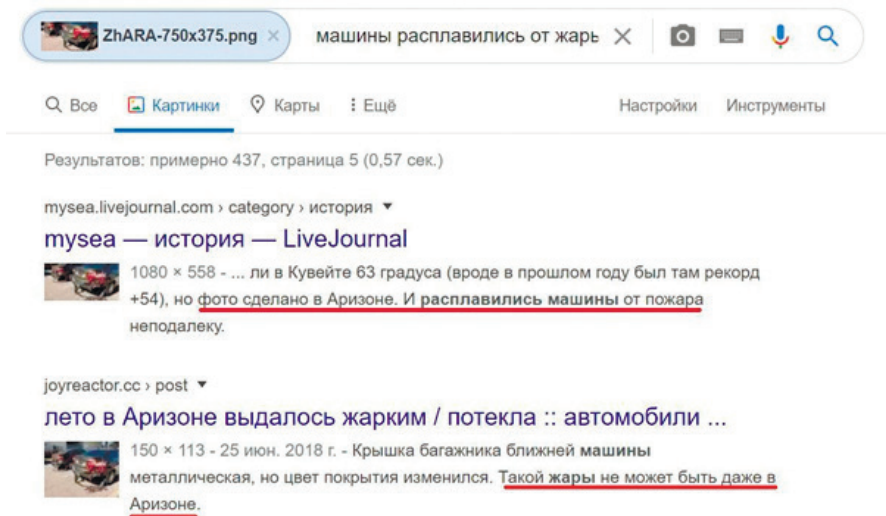 ZhARA-750x375.png × машины расплавились от жары
Все Картинки Карты Ещё Настройки Инструменты
Результатов: примерно 437, страница 5 (0,57 сек.)
mysea.livejournal.com › category › история
mysea — история — LiveJournal
1080 × 558 - ... ли в Кувейте 63 градуса (вроде в прошлом году был там рекорд
+54), но фото сделано в Аризоне. И расплавились машины от пожара
неподалеку.
joyreactor.cc › post
лето в Аризоне выдалось жарким / потекла :: автомобили ...
150 × 113 - 25 июн. 2018 г. - Крышка багажника ближней машины
металлическая, но цвет покрытия изменился. Такой жары не может быть даже в
Аризоне.